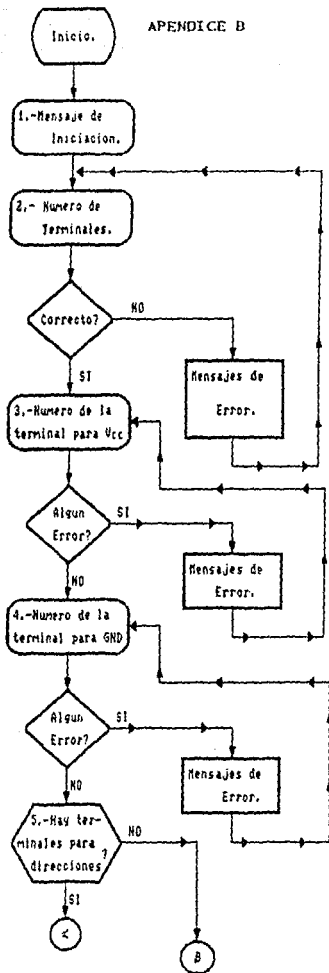 APENDICE B
Inicio.
1.-Mensaje de
Iniciacion.
2.- Numero de
Terminales.
Correcto?
NO
SI
Mensajes de
Error.
3.-Numero de la
terminal para Vcc
Algun
Error?
SI
NO
Mensajes de
Error.
4.-Numero de la
terminal para GND
Algun
Error?
SI
NO
Mensajes de
Error.
5.-Hay ter-
minales para
direcciones ?
NO
SI
B